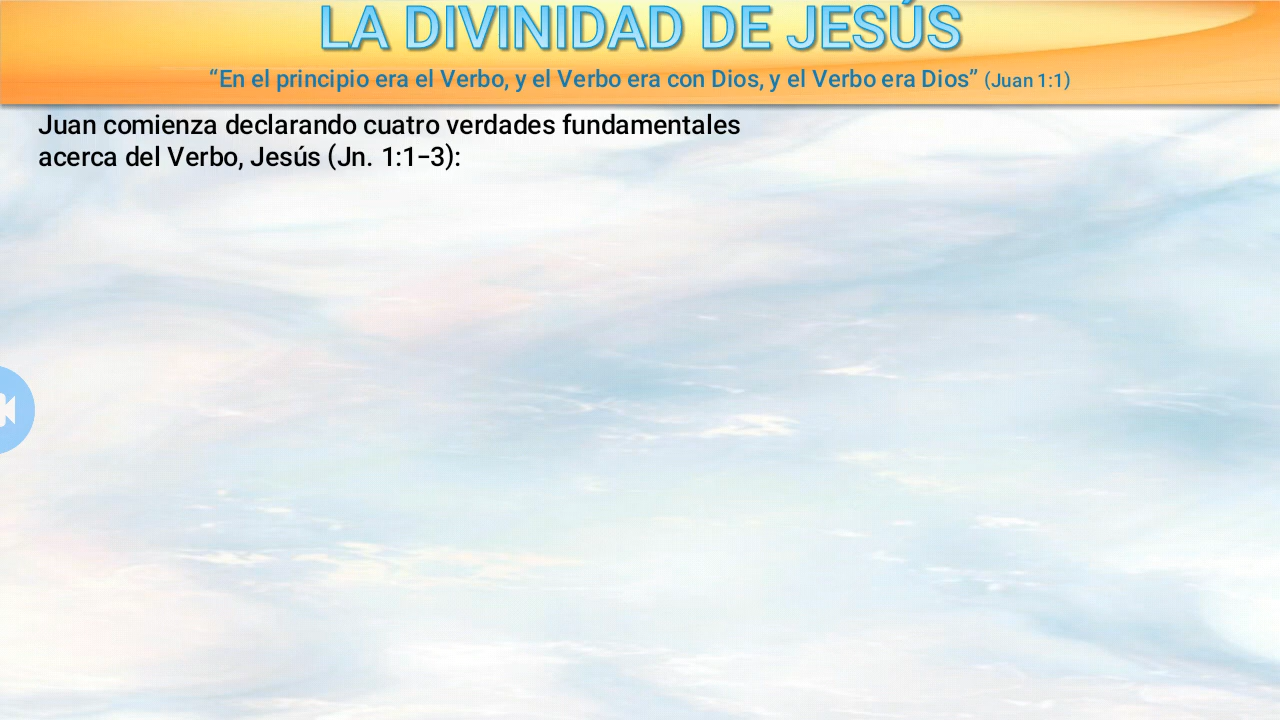 LA DIVINIDAD DE JESÚS
“En el principio era el Verbo, y el Verbo era con Dios, y el Verbo era Dios” (Juan 1:1)
Juan comienza declarando cuatro verdades fundamentales
acerca del Verbo, Jesús (Jn. 1:1–3):